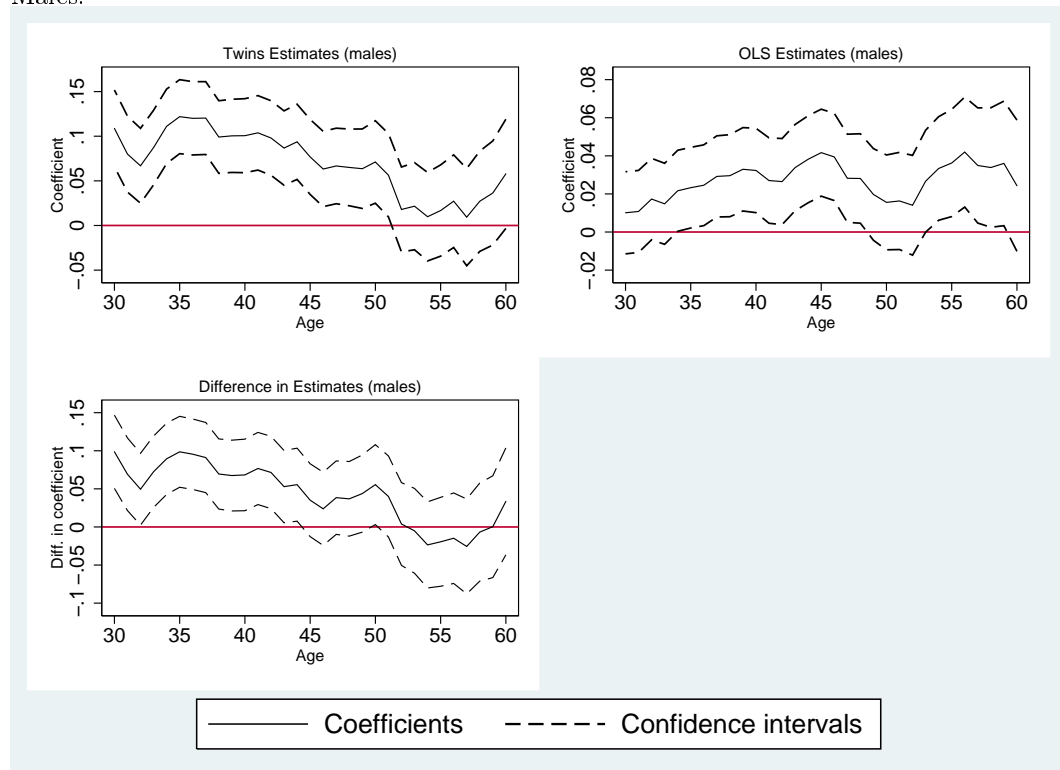 Males.
Twins Estimates (males)
Coefficient
-.05 0 .05 .1 .15
30 35 40 45 50 55 60
Age
OLS Estimates (males)
Coefficient
-.02 0 .02 .04 .06 .08
30 35 40 45 50 55 60
Age
Difference in Estimates (males)
Diff. in coefficient
-.1 -.05 0 .05 .1 .15
30 35 40 45 50 55 60
Age
Coefficients Confidence intervals